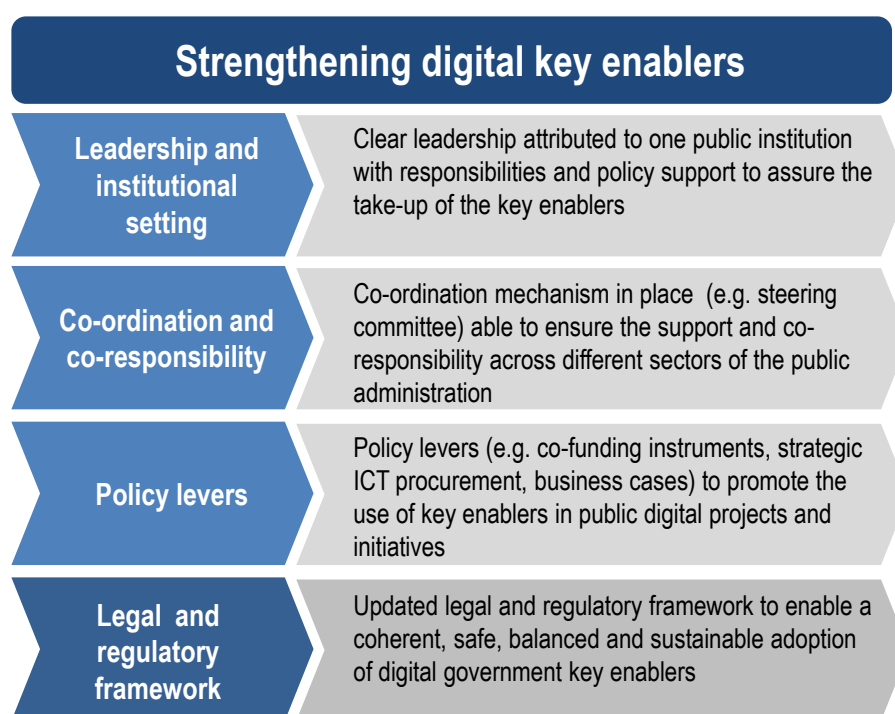 Strengthening digital key enablers
Leadership and
institutional
setting
Clear leadership attributed to one public institution
with responsibilities and policy support to assure the
take-up of the key enablers
Co-ordination and
co-responsibility
Co-ordination mechanism in place  (e.g. steering
committee) able to ensure the support and co-
responsibility across different sectors of the public
administration
Policy levers
Policy levers (e.g. co-funding instruments, strategic
ICT procurement, business cases) to promote the
use of key enablers in public digital projects and
initiatives
Legal  and
regulatory
framework
Updated legal and regulatory framework to enable a
coherent, safe, balanced and sustainable adoption
of digital government key enablers